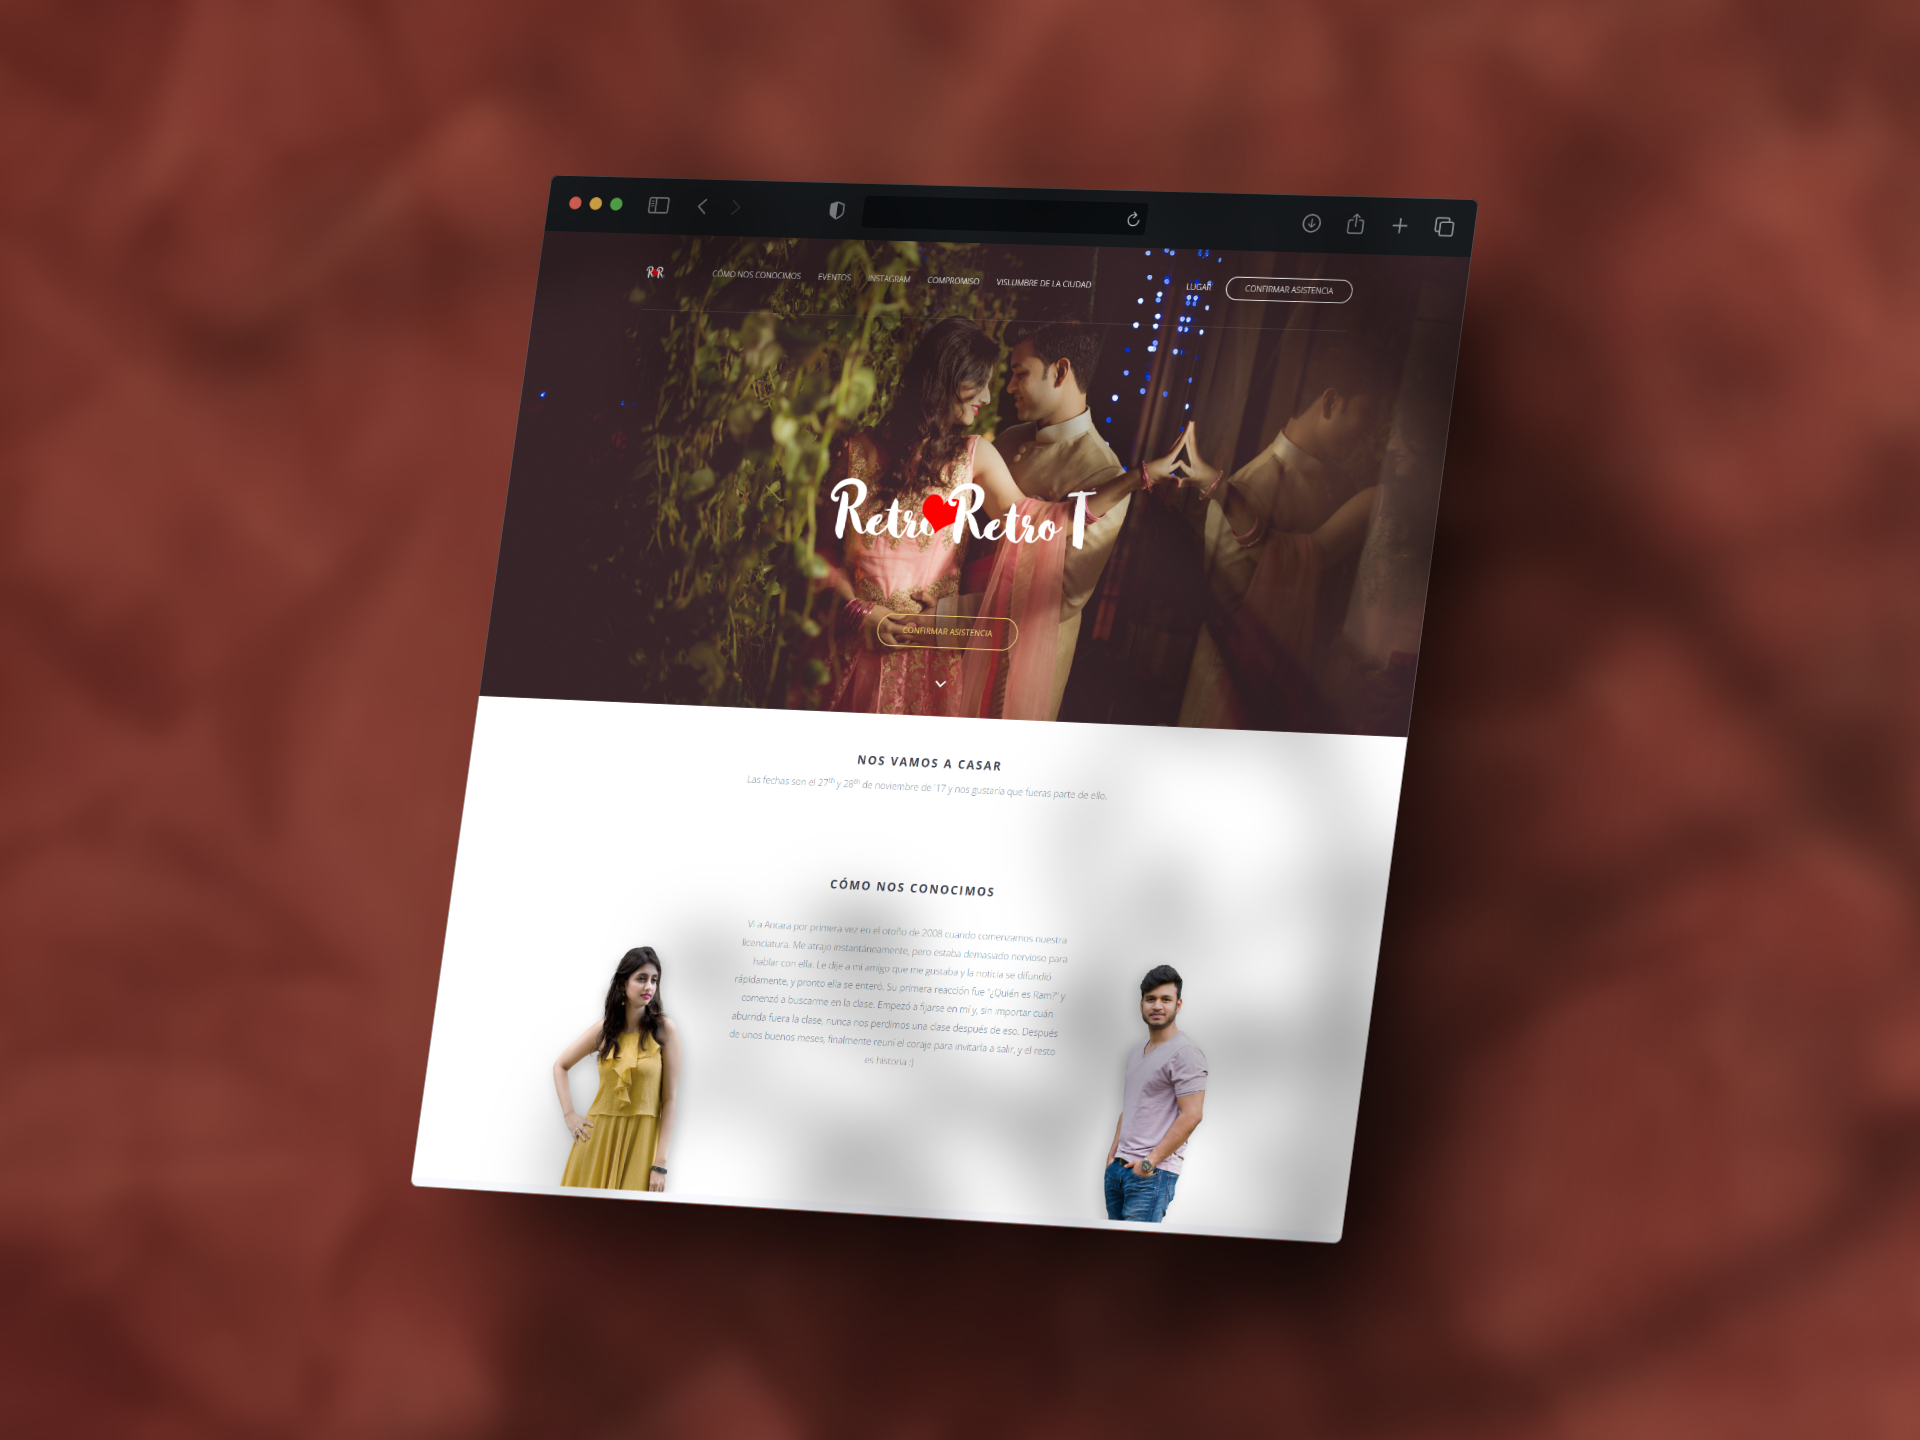 R R
CÓMO NOS CONOCIMOS EVENTOS INSTAGRAM COMPROMISO VISLUMBRE DE LA CIUDAD LUGAR CONFIRMAR ASISTENCIA
Retro Retro T
CONFIRMAR ASISTENCIA
NOS VAMOS A CASAR
Las fechas son el 27th y 28th de noviembre de '17 y nos gustaría que fueras parte de ello.
CÓMO NOS CONOCIMOS
Vi a Antara por primera vez en el otoño de 2008 cuando comenzamos nuestra
licenciatura. Me atrajo instantáneamente, pero estaba demasiado nervioso para
hablar con ella. Le dije a mi amigo que me gustaba y la noticia se difundió
rápidamente, y pronto ella se enteró. Su primera reacción fue "¿Quién es Ram?" y
comenzó a buscarme en la clase. Empezó a fijarse en mí y, sin importar cuán
aburrida fuera la clase, nunca nos perdimos una clase después de eso. Después
de unos buenos meses, finalmente reuní el coraje para invitarla a salir, y el resto
es historia :)